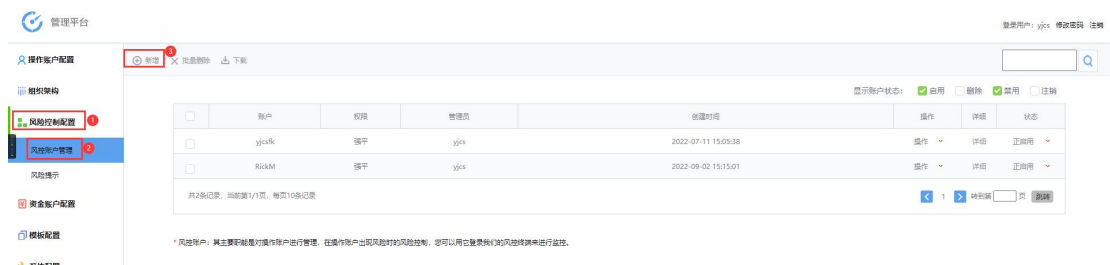 管理平台
登录用户：yjcs 修改密码 注销
操作账户配置
组织架构
风险控制配置 1
风控账户管理 2
风险提示
资金账户配置
模板配置
新增 3 批量删除 下载
显示账户状态： 启用 删除 禁用 注销
账户 权限 管理员 创建时间 操作 详细 状态
yjcsfk 强平 yjcs 2022-07-11 15:05:38 操作 详细 正启用
RickM 强平 yjcs 2022-09-02 15:15:01 操作 详细 正启用
共2条记录，当前第1/1页，每页10条记录
1 转到第 页 跳转
* 风控账户：其主要职能是对操作账户进行管理，在操作账户出现风险时的风险控制，您可以用它登录我们的风控终端来进行监控。